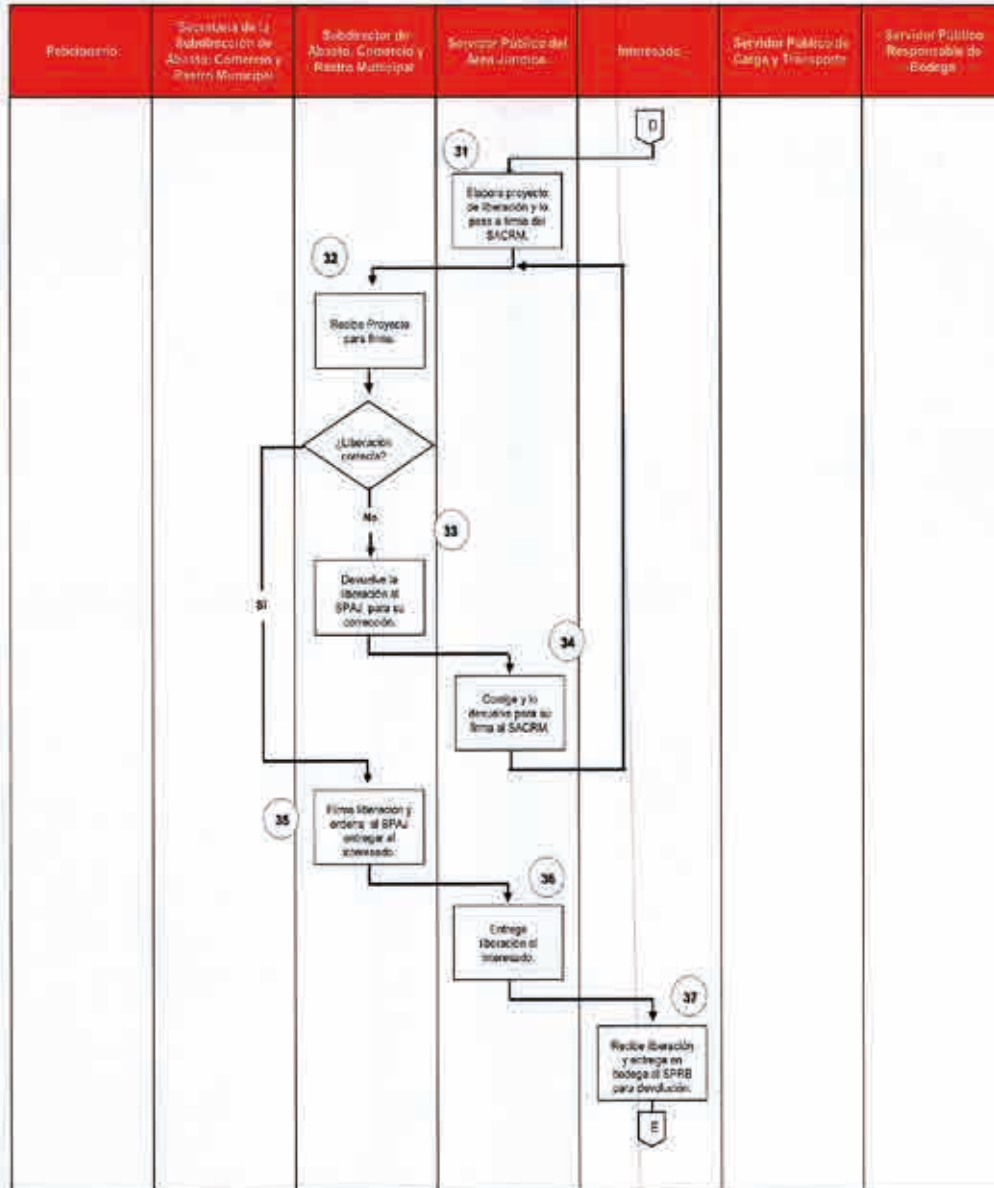 Peticionario
Secretaria de la
Subdirección de
Abasto, Comercio y
Rastro Municipal
Subdirector de
Abasto, Comercio y
Rastro Municipal
Servidor Público del
Área Jurídica
Interesado
Servidor Público de
Carga y Transporte
Servidor Público
Responsable de
Bodega
D
31
Elabora proyecto
de liberación y lo
pasa a firma del
SACRM.
32
Recibe Proyecto
para firma.
¿Liberación
correcta?
No
33
Devuelve la
liberación al
SPAJ, para su
corrección.
Si
34
Corrige y lo
devuelve para su
firma al SACRM
35
Firma liberación y
ordena al SPAJ
entregar al
interesado.
36
Entrega
liberación al
interesado.
37
Recibe liberación
y entrega en
bodega al SPRB
para devolución.
E